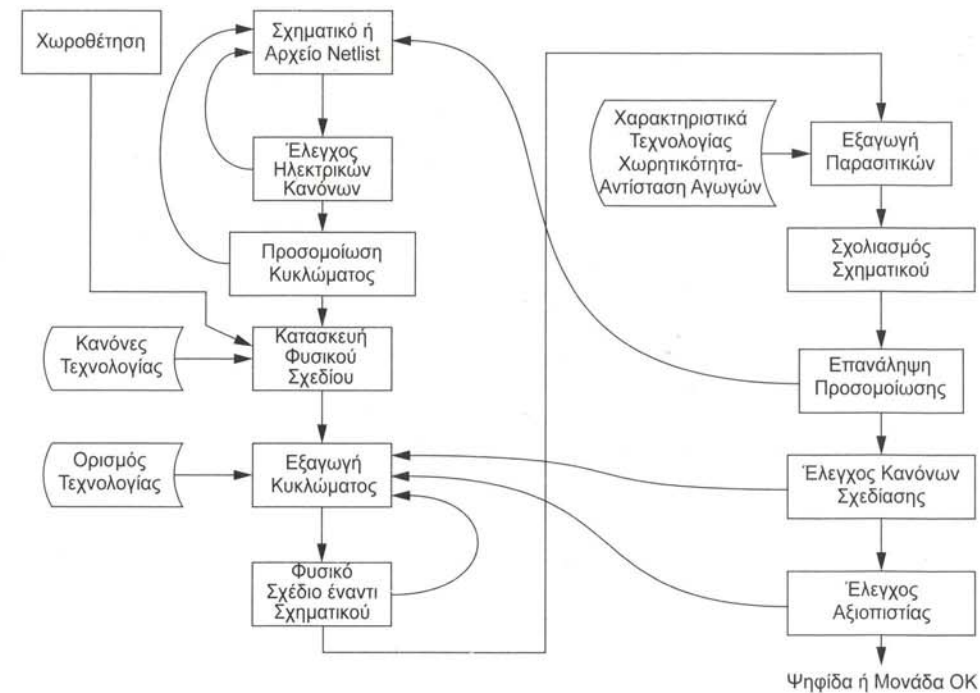 Χωροθέτηση
Σχηματικό ή
Αρχείο Netlist
Έλεγχος
Ηλεκτρικών
Κανόνων
Προσομοίωση
Κυκλώματος
Κανόνες
Τεχνολογίας
Κατασκευή
Φυσικού
Σχεδίου
Ορισμός
Τεχνολογίας
Εξαγωγή
Κυκλώματος
Φυσικό
Σχέδιο έναντι
Σχηματικού
Χαρακτηριστικά
Τεχνολογίας
Χωρητικότητα-
Αντίσταση Αγωγών
Εξαγωγή
Παρασιτικών
Σχολιασμός
Σχηματικού
Επανάληψη
Προσομοίωσης
Έλεγχος Κανόνων
Σχεδίασης
Έλεγχος
Αξιοπιστίας
Ψηφίδα ή Μονάδα OK